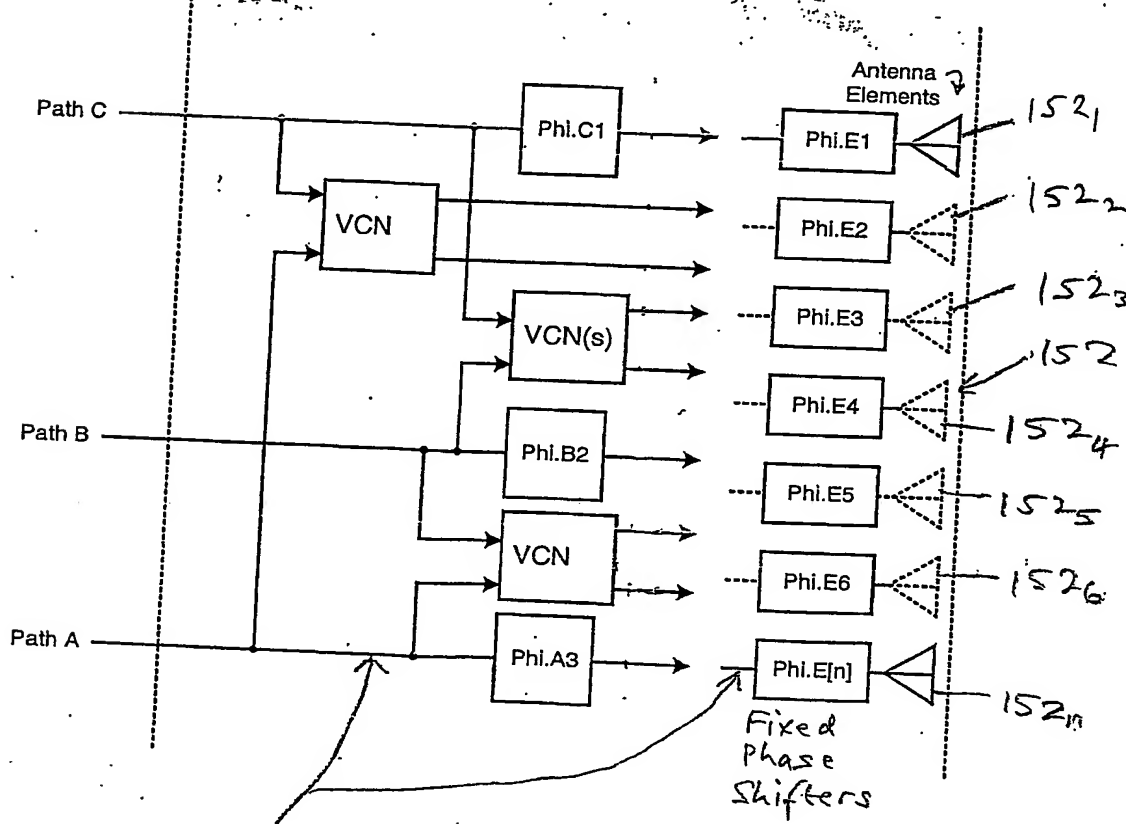 Antenna
Elements
Path C
Phi.C1
Phi.E1
152₁
VCN
Phi.E2
152₂
VCN(s)
Phi.E3
152₃
152
Phi.E4
152₄
Path B
Phi.B2
Phi.E5
152₅
VCN
Phi.E6
152₆
Path A
Phi.A3
Phi.E[n]
152ₙ
Fixed
Phase
Shifters